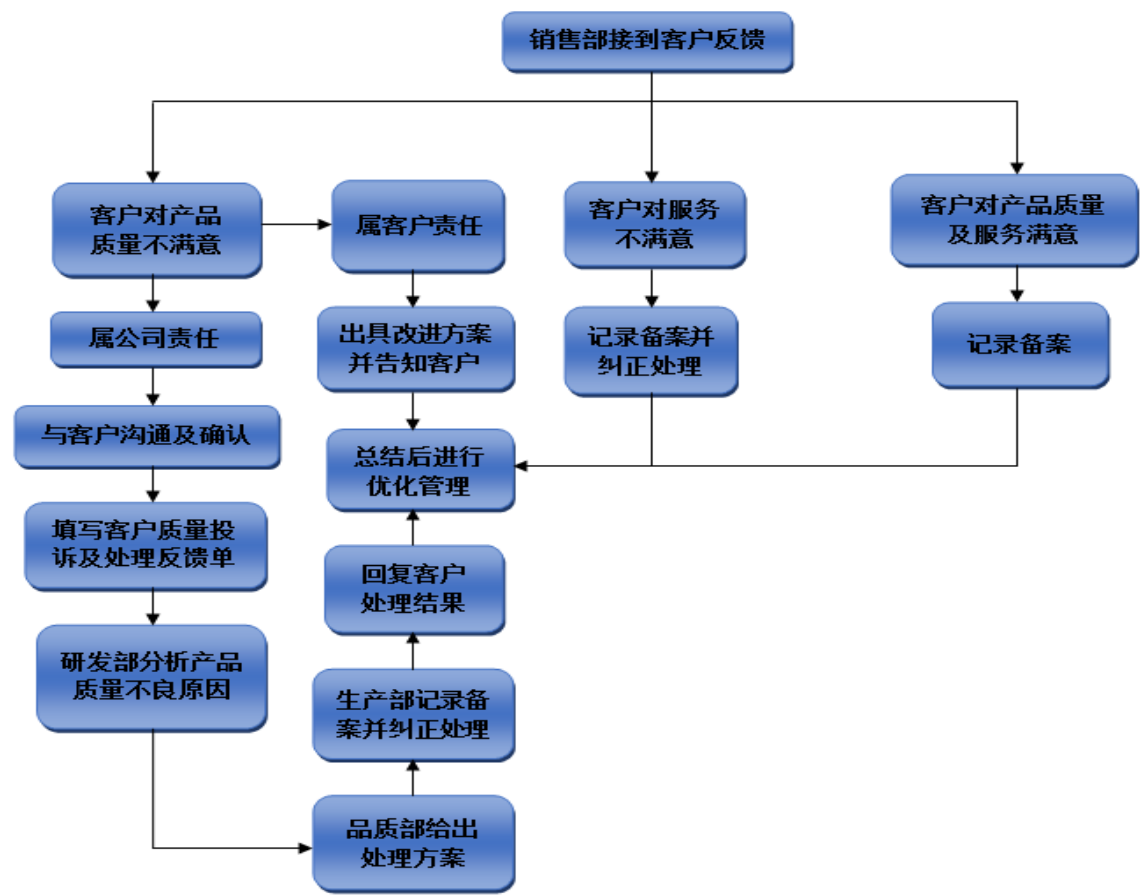 销售部接到客户反馈
客户对产品
质量不满意
属客户责任
客户对服务
不满意
客户对产品质量
及服务满意
属公司责任
出具改进方案
并告知客户
记录备案并
纠正处理
记录备案
与客户沟通及确认
总结后进行
优化管理
填写客户质量投
诉及处理反馈单
回复客户
处理结果
研发部分析产品
质量不良原因
生产部记录备
案并纠正处理
品质部给出
处理方案